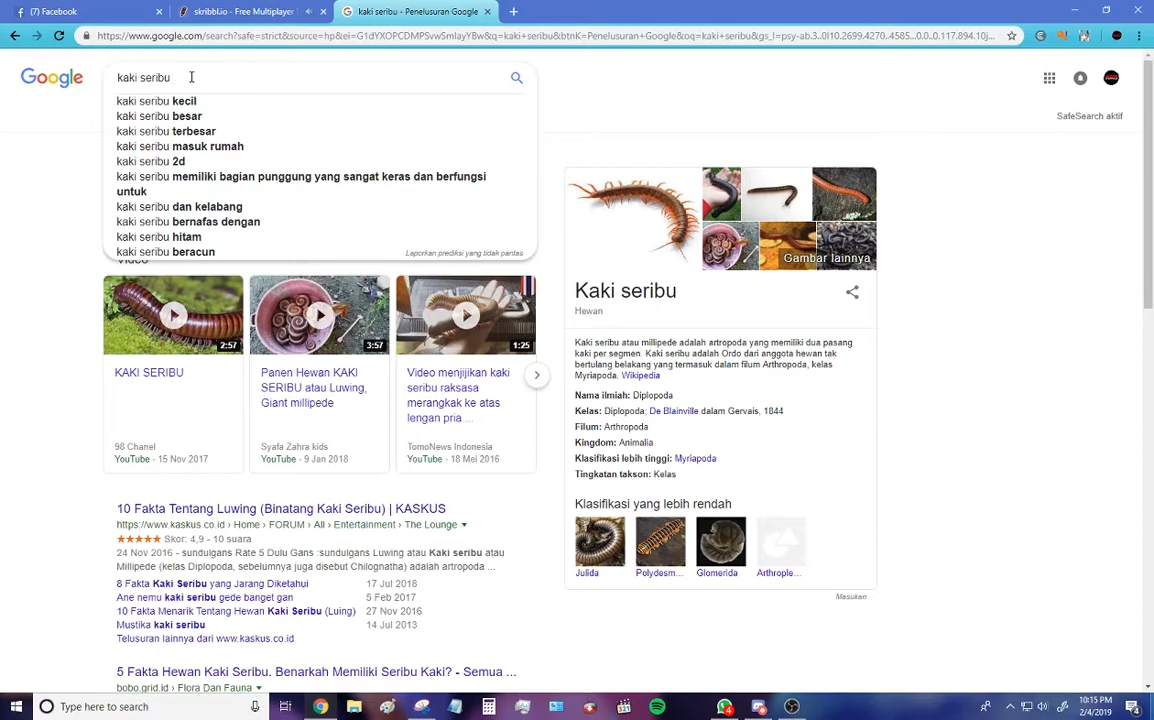 (7) Facebook
skribbl.io - Penjelajah
kaki seribu - Penelusuran Google
https://www.google.com/search?safe=strict&source=hp&ei=G1dYXOPCDMPSvwSmIayYBw&q=kaki+seribu&btnK=Penelusuran+Google&oq=kaki+seribu&gs_l=psy-ab.3..0l10.2699.4270..4585...0.0..0.117.894.10j...
Google
kaki seribu
kaki seribu kecil
kaki seribu besar
kaki seribu terbesar
kaki seribu masuk rumah
kaki seribu 2d
kaki seribu memiliki bagian punggung yang sangat keras dan berfungsi
untuk
kaki seribu dan kelabang
kaki seribu bernafas dengan
kaki seribu hitam
kaki seribu beracun
Laporkan prediksi yang tidak pantas
SafeSearch aktif
Video
2:57
3:57
1:25
KAKI SERIBU
98 Chanel
YouTube - 15 Nov 2017
Panen Hewan KAKI
SERIBU atau Luwing,
Giant millipede
Syafa Zahra kids
YouTube - 9 Jan 2018
Video menjijikan kaki
seribu raksasa
merangkak ke atas
lengan pria ...
TomoNews Indonesia
YouTube - 18 Mei 2016
10 Fakta Tentang Luwing (Binatang Kaki Seribu) | KASKUS
https://www.kaskus.co.id › Home › FORUM › All › Entertainment › The Lounge
Skor: 4,9 - 10 suara
24 Nov 2016 - sundulgans Rate 5 Dulu Gans :sundulgans Luwing atau Kaki seribu atau
Millipede (kelas Diplopoda, sebelumnya juga disebut Chilognatha) adalah artropoda ...
8 Fakta Kaki Seribu yang Jarang Diketahui 17 Jul 2018
Ane nemu kaki seribu gede banget gan 5 Feb 2017
10 Fakta Menarik Tentang Hewan Kaki Seribu (Luing) 27 Nov 2016
Mustika kaki seribu 14 Jul 2013
Telusuran lainnya dari www.kaskus.co.id
5 Fakta Hewan Kaki Seribu. Benarkah Memiliki Seribu Kaki? - Semua ...
bobo.grid.id › Flora Dan Fauna
Gambar lainnya
Kaki seribu
Hewan
Kaki seribu atau millipede adalah artropoda yang memiliki dua pasang
kaki per segmen. Kaki seribu adalah Ordo dari anggota hewan tak
bertulang belakang yang termasuk dalam filum Arthropoda, kelas
Myriapoda. Wikipedia
Nama ilmiah: Diplopoda
Kelas: Diplopoda; De Blainville dalam Gervais, 1844
Filum: Arthropoda
Kingdom: Animalia
Klasifikasi lebih tinggi: Myriapoda
Tingkatan takson: Kelas
Klasifikasi yang lebih rendah
Julida Polydesm... Glomerida Arthrople...
Masukan
Type here to search
4
10:15 PM
2/4/2019